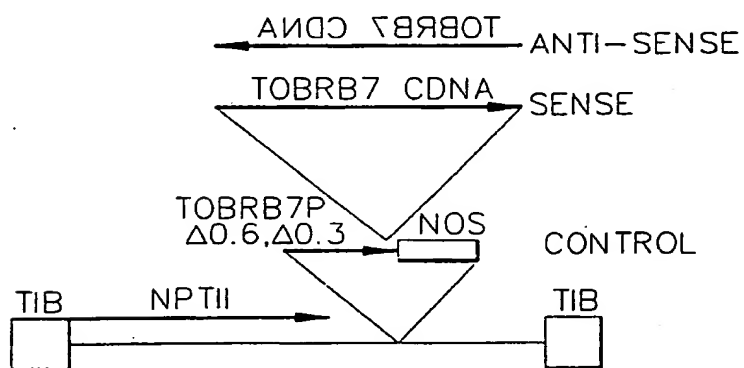 TOBRB7 CDNA
ANTI-SENSE
TOBRB7 CDNA
SENSE
TOBRB7P
Δ0.6,Δ0.3
NOS
CONTROL
TIB
NPTII
TIB